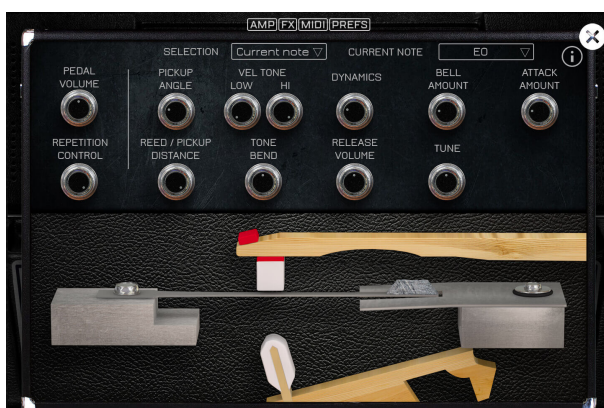 AMP FX MIDI PREFS
SELECTION Current note CURRENT NOTE E0
PEDAL VOLUME
PICKUP ANGLE
VEL TONE
LOW HI
DYNAMICS
BELL AMOUNT
ATTACK AMOUNT
REPETITION CONTROL
REED / PICKUP DISTANCE
TONE BEND
RELEASE VOLUME
TUNE